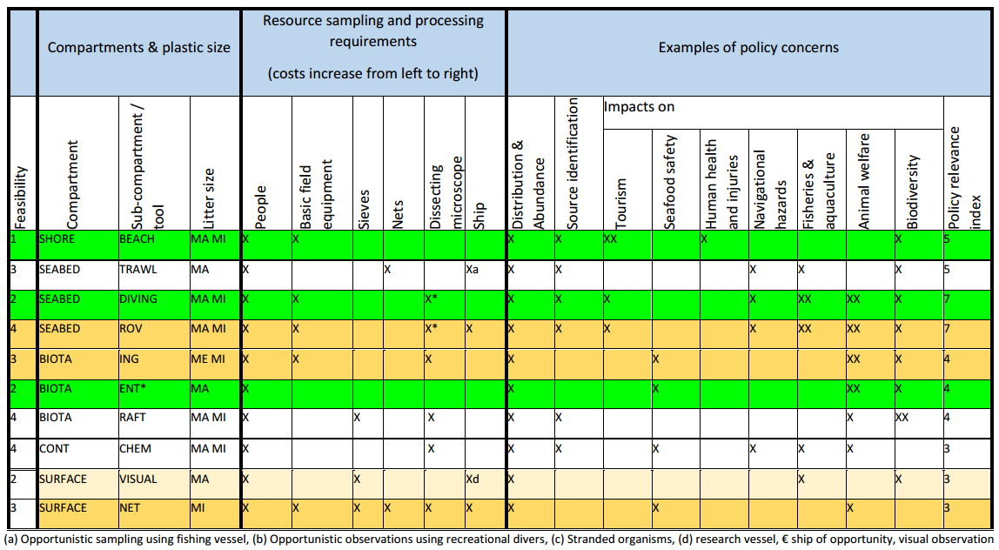 Compartments & plastic size
Resource sampling and processing
requirements
(costs increase from left to right)
Examples of policy concerns
Feasibility
Compartment
Sub-compartment /
tool
Litter size
People
Basic field
equipment
Sieves
Nets
Dissecting
microscope
Ship
Distribution &
Abundance
Source identification
Impacts on
Tourism
Seafood safety
Human health
and injuries
Navigational
hazards
Fisheries &
aquaculture
Animal welfare
Biodiversity
Policy relevance
index
1 SHORE BEACH MA MI X X X X XX X X 5
3 SEABED TRAWL MA X X Xa X X X X X 5
2 SEABED DIVING MA MI X X X* X X X X XX XX X 7
4 SEABED ROV MA MI X X X* X X X X X XX XX X 7
3 BIOTA ING ME MI X X X X X XX X 4
2 BIOTA ENT* MA X X X XX X 4
4 BIOTA RAFT MA MI X X X X X X XX 4
4 CONT CHEM MA MI X X X X X X X X 3
2 SURFACE VISUAL MA X X Xd X X X 3
3 SURFACE NET MI X X X X X X X X X 3
(a) Opportunistic sampling using fishing vessel, (b) Opportunistic observations using recreational divers, (c) Stranded organisms, (d) research vessel, € ship of opportunity, visual observation